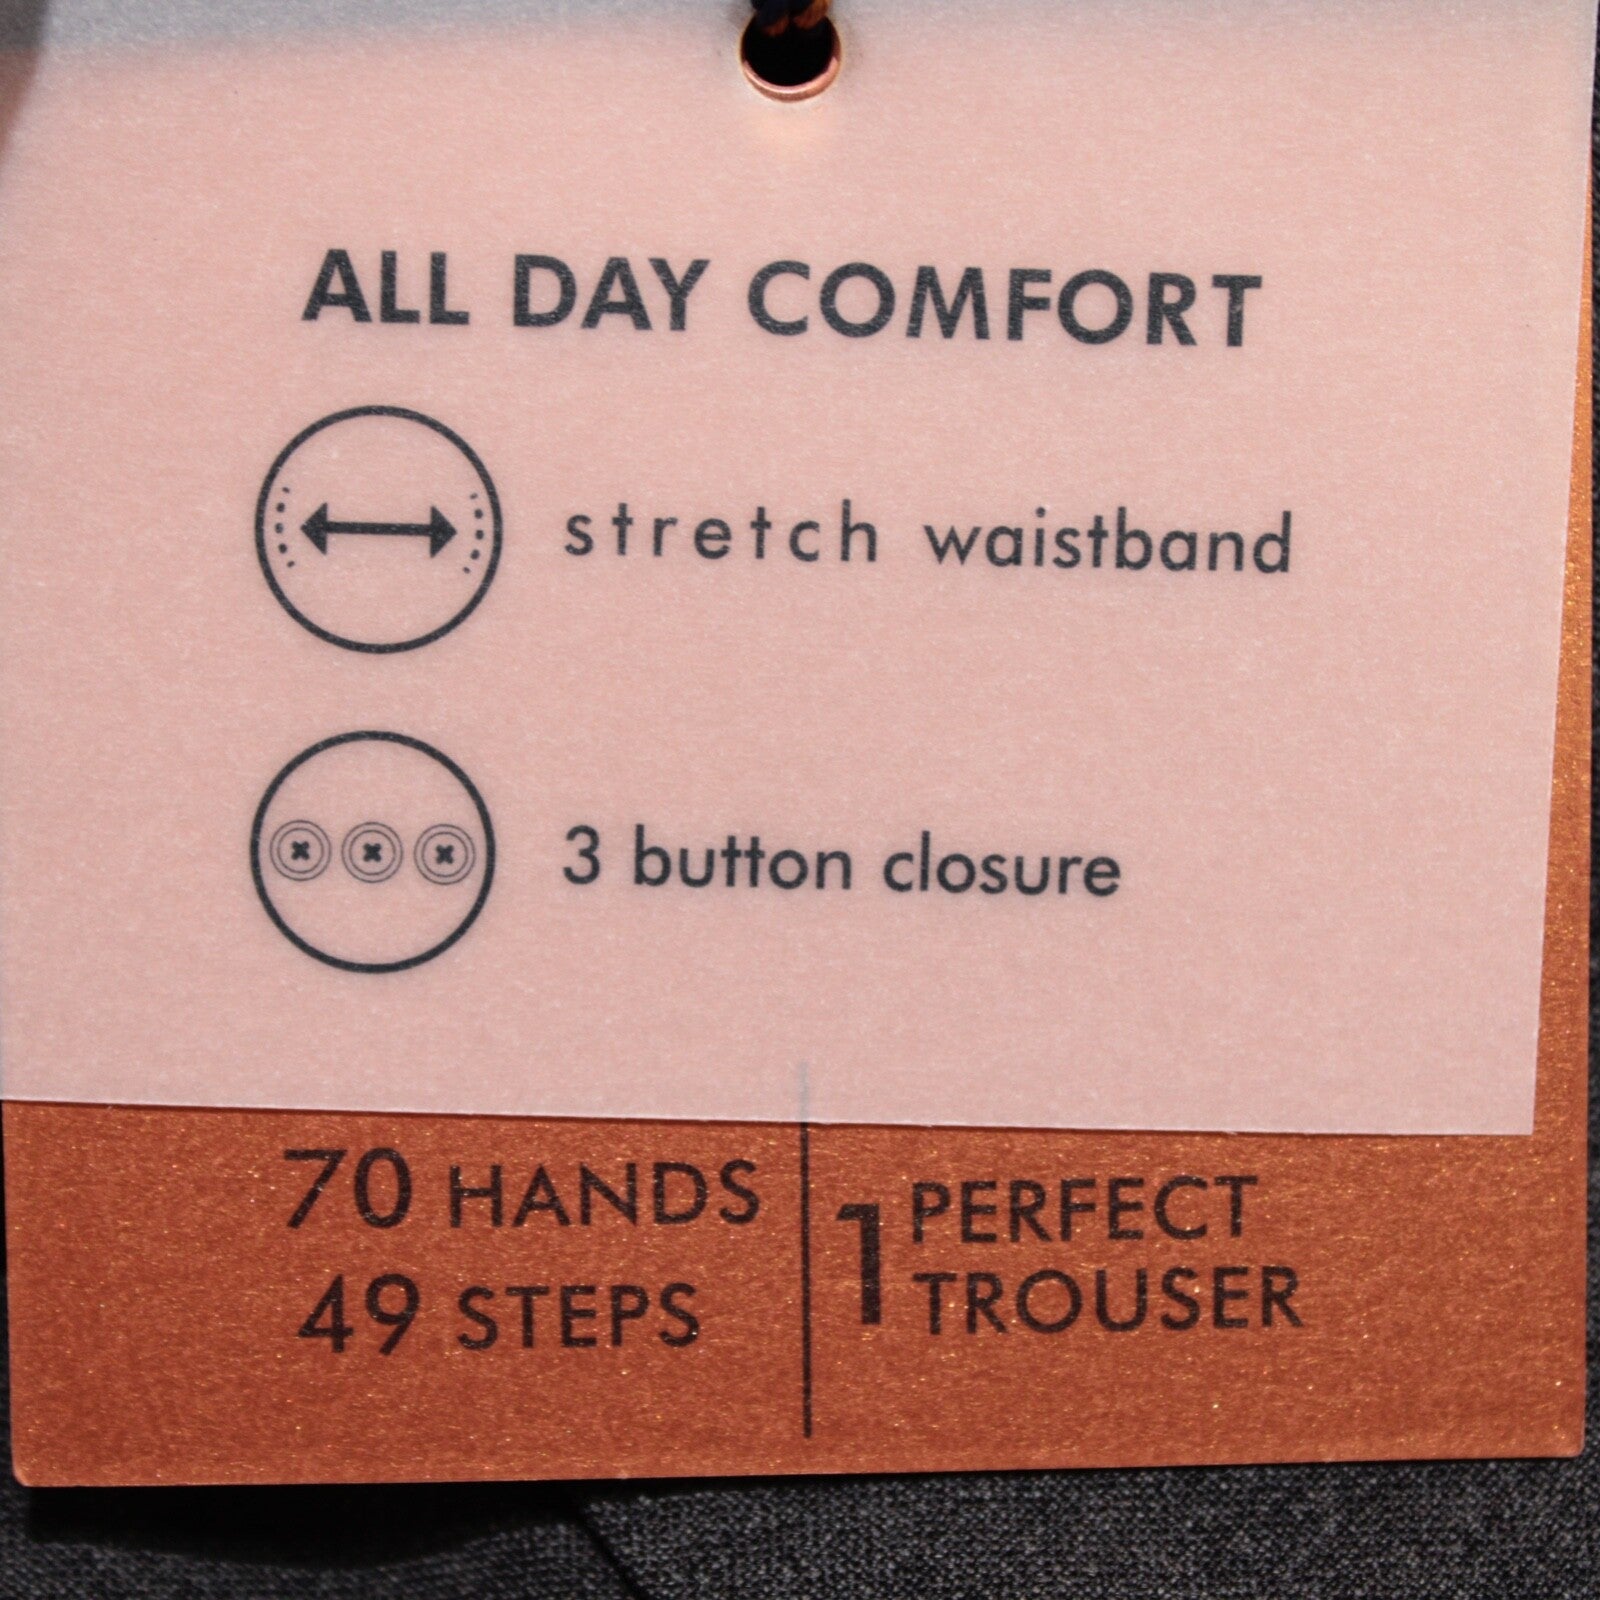 ALL DAY COMFORT
stretch waistband
3 button closure
70 HANDS
49 STEPS
1 PERFECT
TROUSER